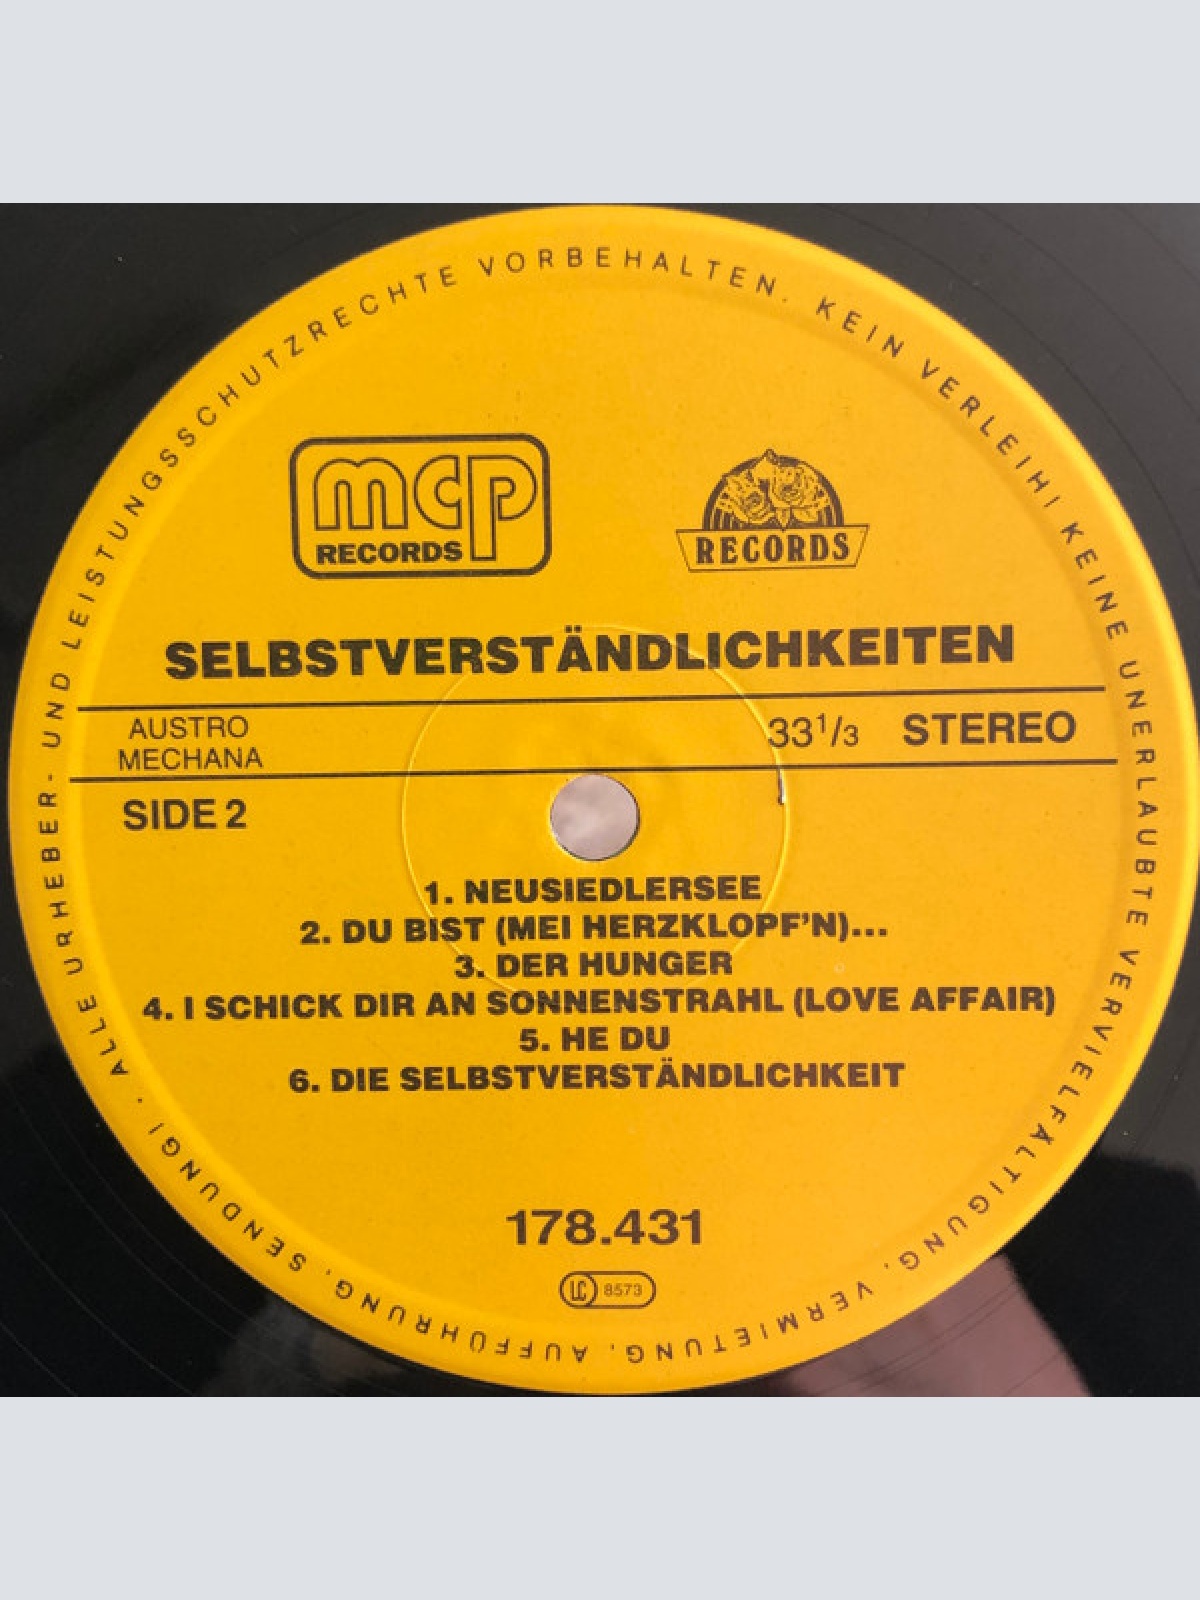 ALLE URHEBER- UND LEISTUNGSSCHUTZRECHTE VORBEHALTEN. KEIN VERLEIH! KEINE UNERLAUBTE VERVIELFÄLTIGUNG, VERMIETUNG, AUFFÜHRUNG, SENDUNG! ·
mcp
RECORDS
RECORDS
SELBSTVERSTÄNDLICHKEITEN
AUSTRO
MECHANA
33 1/3 STEREO
SIDE 2
1. NEUSIEDLERSEE
2. DU BIST (MEI HERZKLOPF'N)...
3. DER HUNGER
4. I SCHICK DIR AN SONNENSTRAHL (LOVE AFFAIR)
5. HE DU
6. DIE SELBSTVERSTÄNDLICHKEIT
178.431
LC 8573